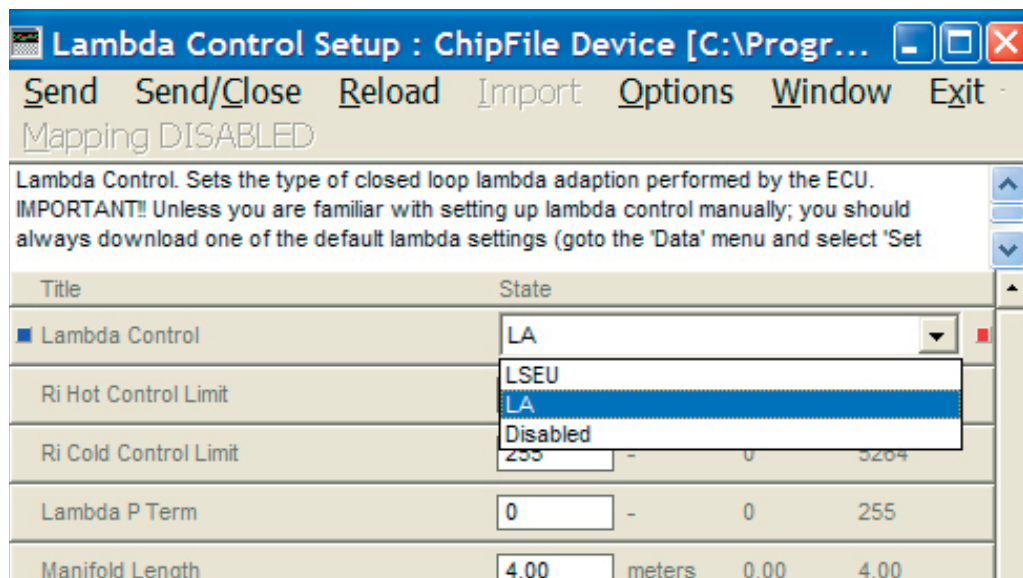 Lambda Control Setup : ChipFile Device [C:\Progr...
Send Send/Close Reload Import Options Window Exit
Mapping DISABLED
Lambda Control. Sets the type of closed loop lambda adaption performed by the ECU.
IMPORTANT!! Unless you are familiar with setting up lambda control manually; you should
always download one of the default lambda settings (goto the 'Data' menu and select 'Set
Title State
Lambda Control LA
LSEU
Ri Hot Control Limit
LA
Disabled
Ri Cold Control Limit 255 - 0 5264
Lambda P Term 0 - 0 255
Manifold Length 4.00 meters 0.00 4.00